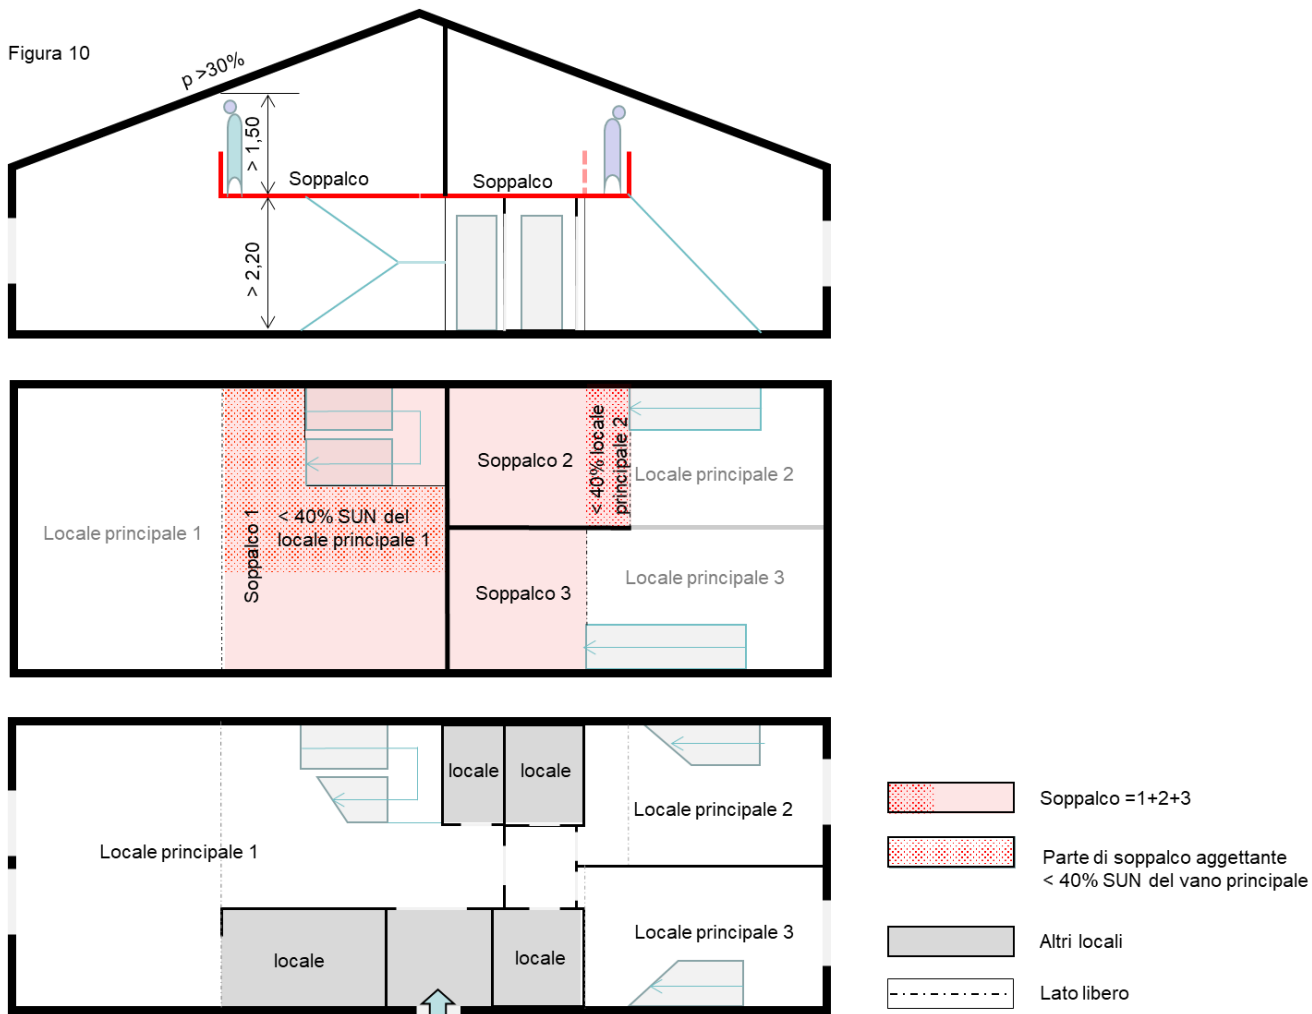 Figura 10
p >30%
> 1,50
Soppalco
Soppalco
> 2,20
Soppalco 1
< 40% SUN del
locale principale 1
Locale principale 1
Soppalco 2
< 40% locale
principale 2
Locale principale 2
Soppalco 3
Locale principale 3
locale
locale
Locale principale 1
Locale principale 2
locale
locale
Locale principale 3
Soppalco =1+2+3
Parte di soppalco aggettante
< 40% SUN del vano principale
Altri locali
Lato libero